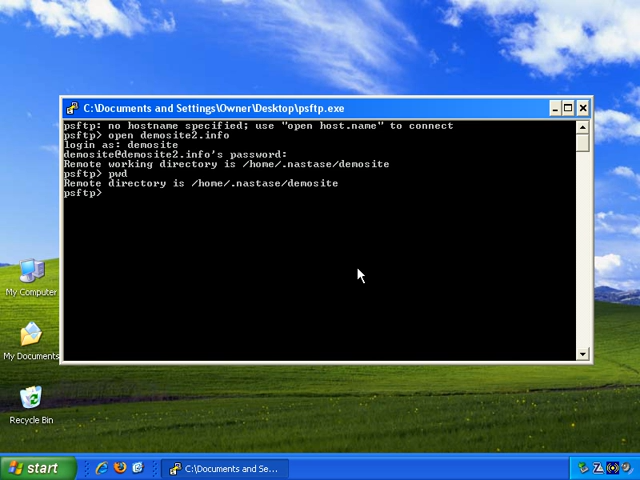 C:\Documents and Settings\Owner\Desktop\psftp.exe
psftp: no hostname specified; use "open host.name" to connect
psftp> open demosite2.info
login as: demosite
demosite@demosite2.info's password:
Remote working directory is /home/.nastase/demosite
psftp> pwd
Remote directory is /home/.nastase/demosite
psftp>
My Computer
My Documents
Recycle Bin
start
C:\Documents and Se...